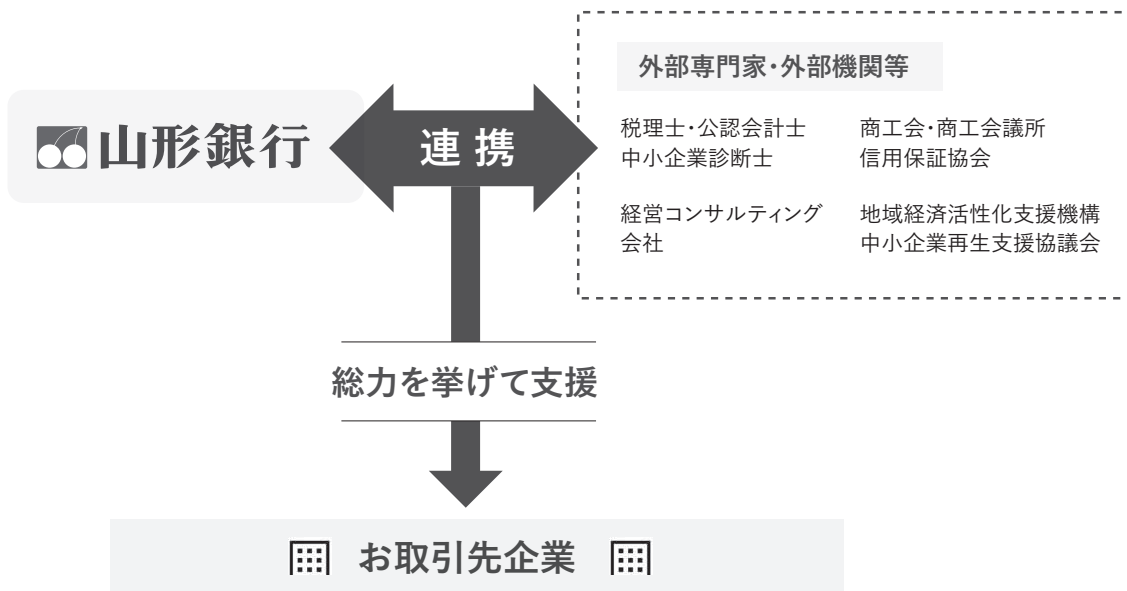 外部専門家・外部機関等
山形銀行
連携
税理士・公認会計士
中小企業診断士
商工会・商工会議所
信用保証協会
経営コンサルティング
会社
地域経済活性化支援機構
中小企業再生支援協議会
総力を挙げて支援
お取引先企業